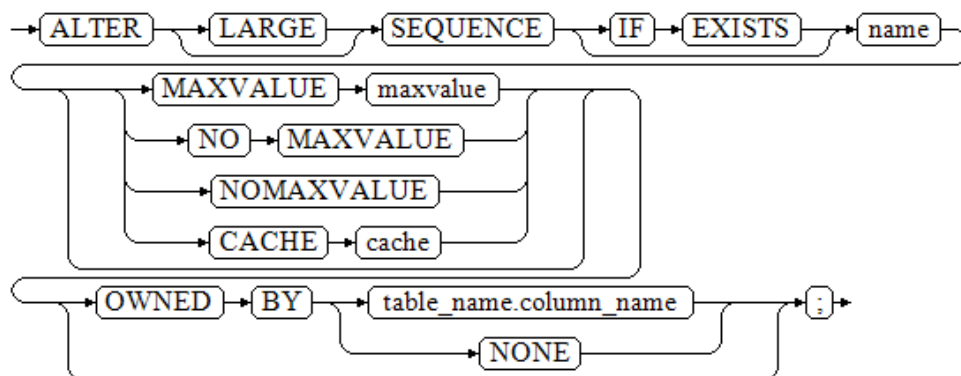 ALTER LARGE SEQUENCE IF EXISTS name
MAXVALUE maxvalue
NO MAXVALUE
NOMAXVALUE
CACHE cache
OWNED BY table_name.column_name ;
NONE